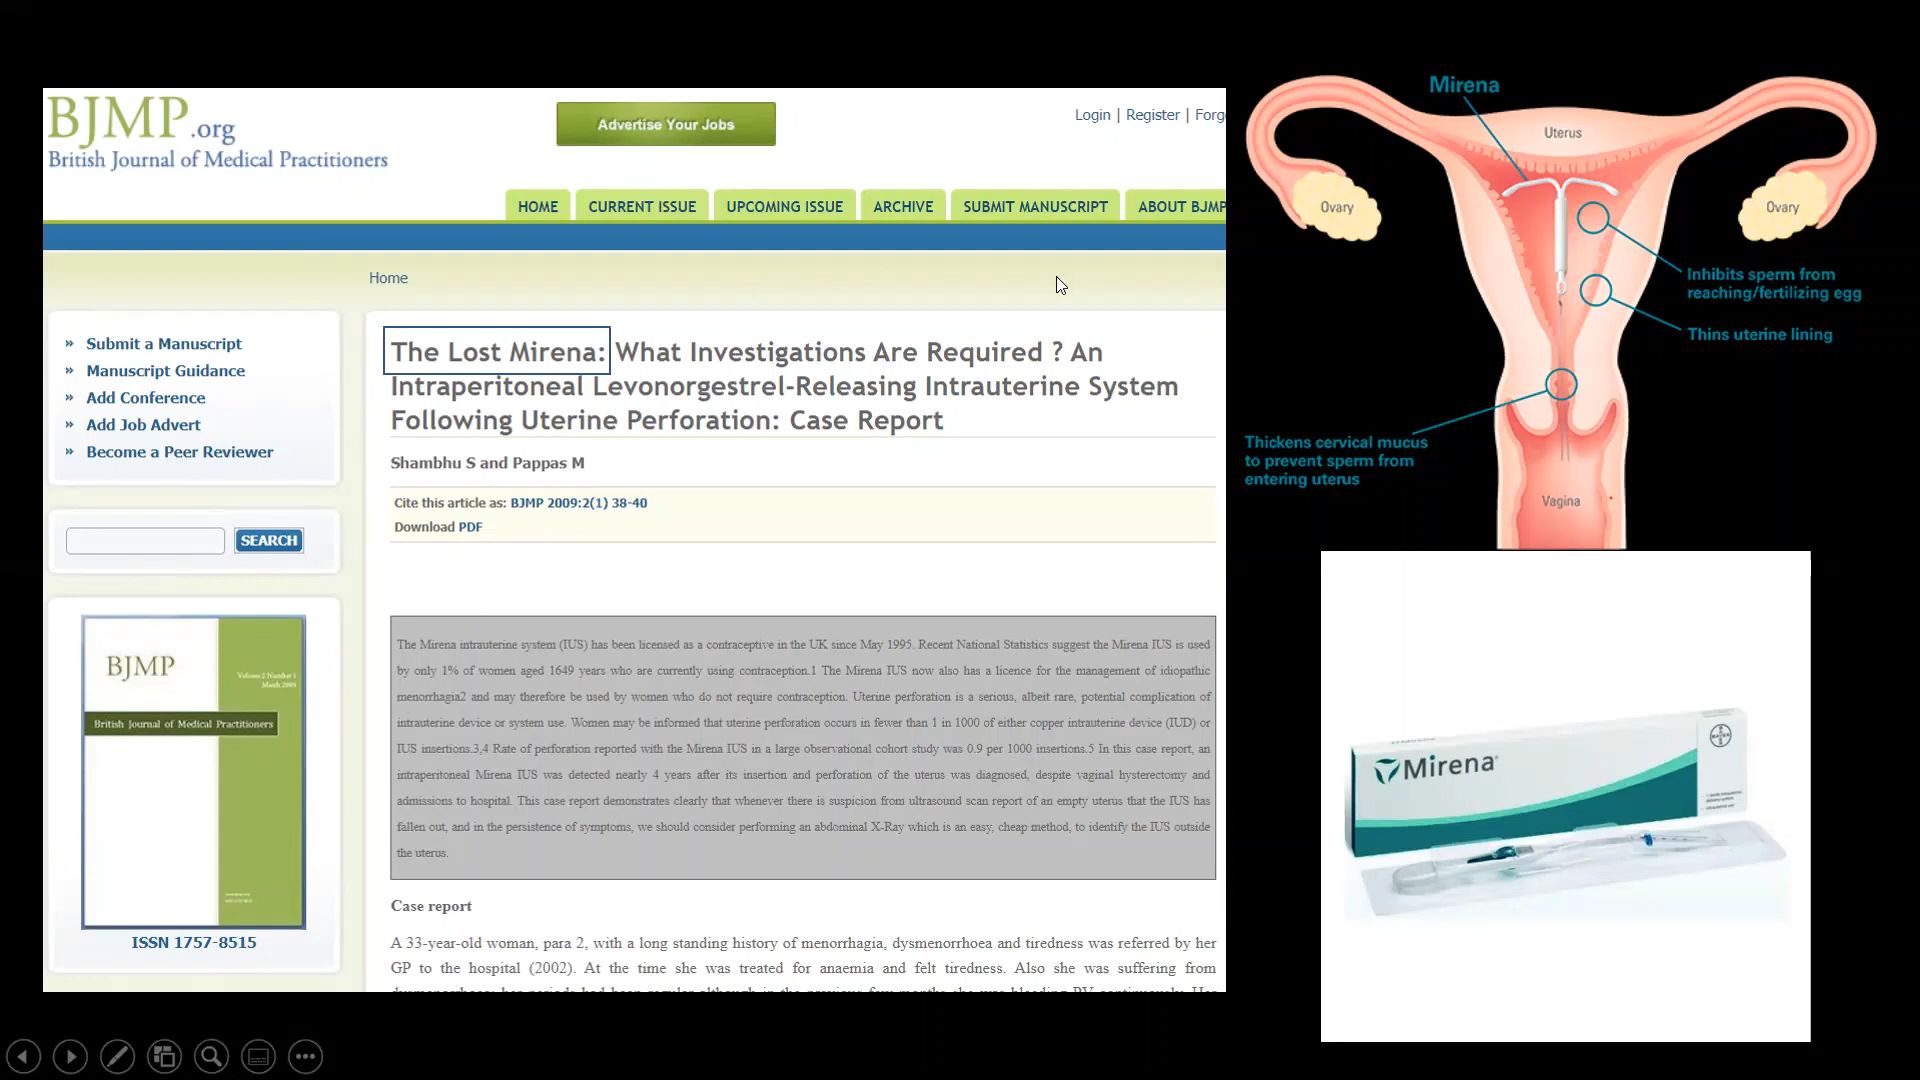 BJMP.org
British Journal of Medical Practitioners
Advertise Your Jobs
Login | Register | Forg
HOME
CURRENT ISSUE
UPCOMING ISSUE
ARCHIVE
SUBMIT MANUSCRIPT
ABOUT BJMP
Home
» Submit a Manuscript
» Manuscript Guidance
» Add Conference
» Add Job Advert
» Become a Peer Reviewer
SEARCH
BJMP
Volume 2 Number 1
March 2009
British Journal of Medical Practitioners
ISSN 1757-8515
The Lost Mirena: What Investigations Are Required ? An
Intraperitoneal Levonorgestrel-Releasing Intrauterine System
Following Uterine Perforation: Case Report
Shambhu S and Pappas M
Cite this article as: BJMP 2009:2(1) 38-40
Download PDF
The Mirena intrauterine system (IUS) has been licensed as a contraceptive in the UK since May 1995. Recent National Statistics suggest the Mirena IUS is used
by only 1% of women aged 1649 years who are currently using contraception.1 The Mirena IUS now also has a licence for the management of idiopathic
menorrhagia2 and may therefore be used by women who do not require contraception. Uterine perforation is a serious, albeit rare, potential complication of
intrauterine device or system use. Women may be informed that uterine perforation occurs in fewer than 1 in 1000 of either copper intrauterine device (IUD) or
IUS insertions.3,4 Rate of perforation reported with the Mirena IUS in a large observational cohort study was 0.9 per 1000 insertions.5 In this case report, an
intraperitoneal Mirena IUS was detected nearly 4 years after its insertion and perforation of the uterus was diagnosed, despite vaginal hysterectomy and
admissions to hospital. This case report demonstrates clearly that whenever there is suspicion from ultrasound scan report of an empty uterus that the IUS has
fallen out, and in the persistence of symptoms, we should consider performing an abdominal X-Ray which is an easy, cheap method, to identify the IUS outside
the uterus.
Case report
A 33-year-old woman, para 2, with a long standing history of menorrhagia, dysmenorrhoea and tiredness was referred by her
GP to the hospital (2002). At the time she was treated for anaemia and felt tiredness. Also she was suffering from
Mirena
Uterus
Ovary
Ovary
Inhibits sperm from
reaching/fertilizing egg
Thins uterine lining
Thickens cervical mucus
to prevent sperm from
entering uterus
Vagina
Mirena
BAYER